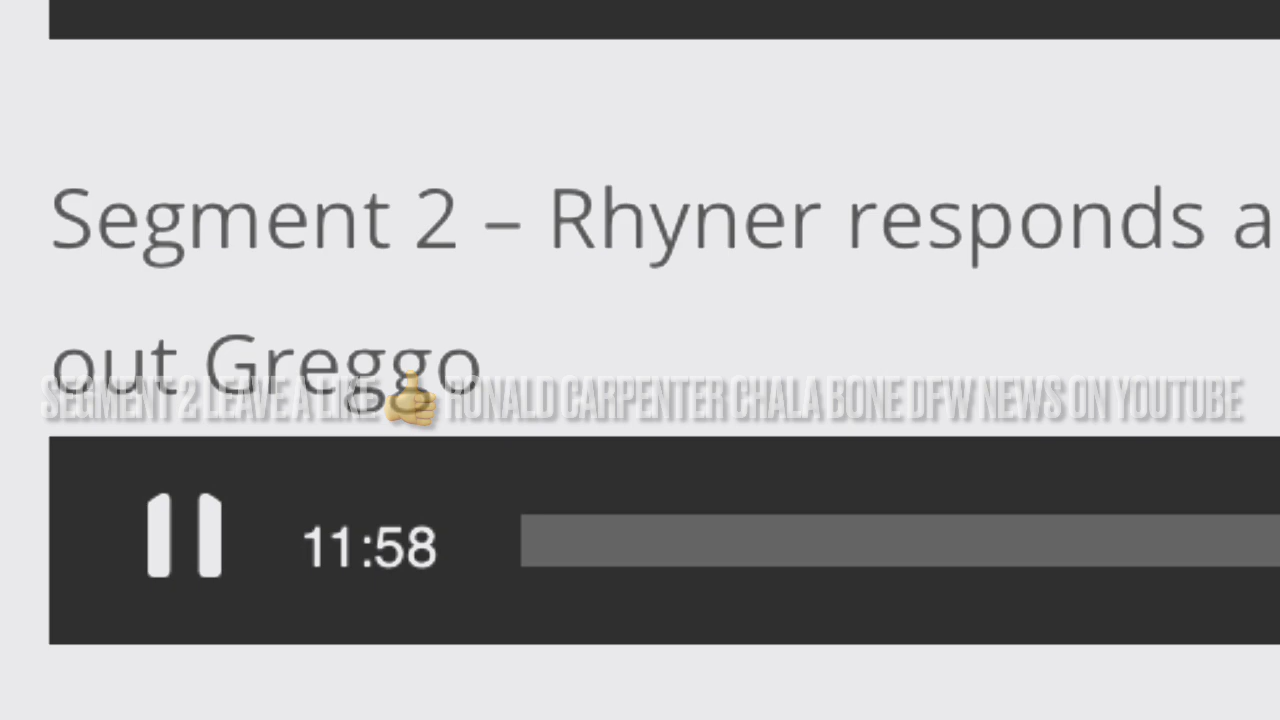 Segment 2 – Rhyner responds a
out Greggo
SEGMENT 2 LEAVE A LIKE 👍 RONALD CARPENTER CHALA BONE DFW NEWS ON YOUTUBE
11:58